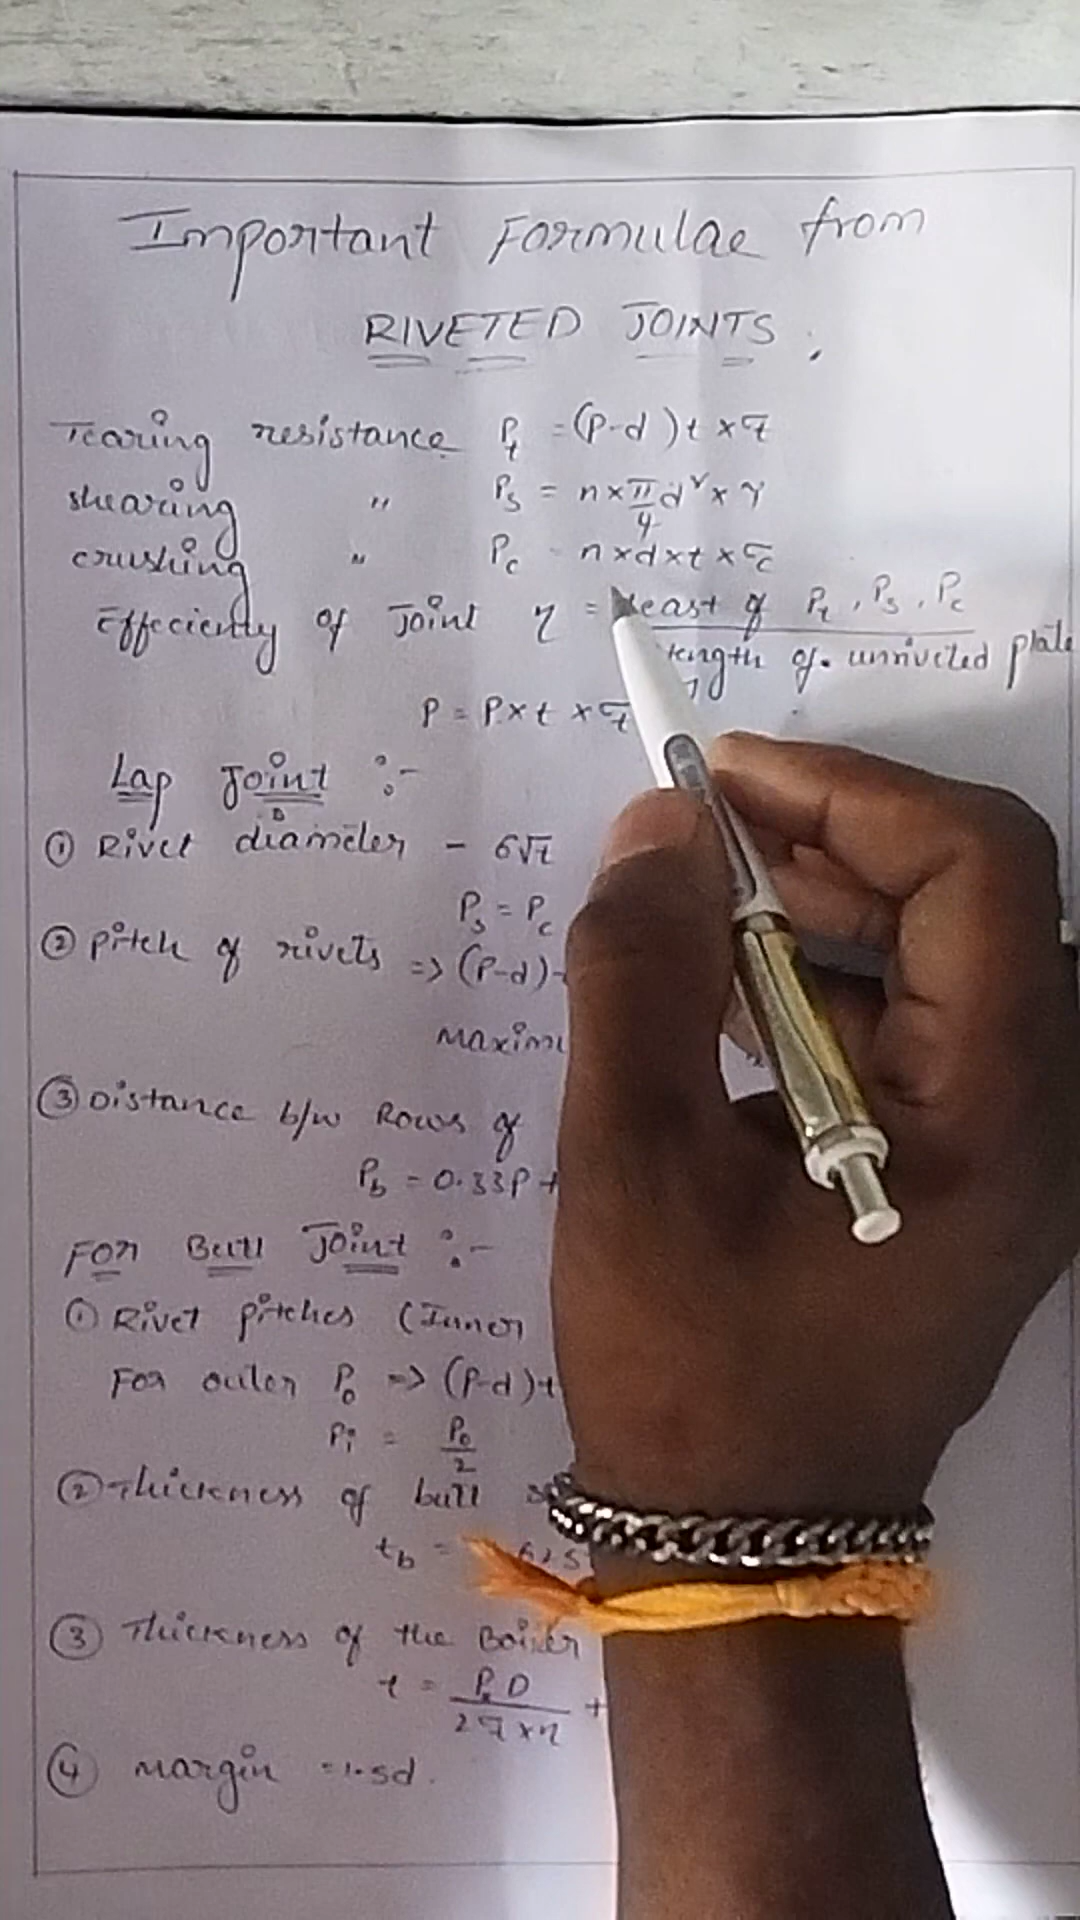 Important Formulae from
RIVETED JOINTS.
Tearing resistance Pt = (P-d)t × σt
shearing " Ps = n × π/4 d² × τ
crushing " Pc = n×d×t×σc
Effeciency of Joint η = Least of Pt, Ps, Pc
of unriveted plate
P = P×t×σt
Lap Joint :-
① Rivet diameter - 6√t
Ps = Pc
② pitch of rivets => (P-d)
③ Distance b/w Rows of
Pb = 0.33P +
For Butt Joint :-
① Rivet pitches (Inner
For outer Po => (P-d)t
Pi = Po/2
② Thickness of butt
tb =
③ Thickness of the Boiler
t = P.D / 2σt×η +
④ margin = 1.5d.